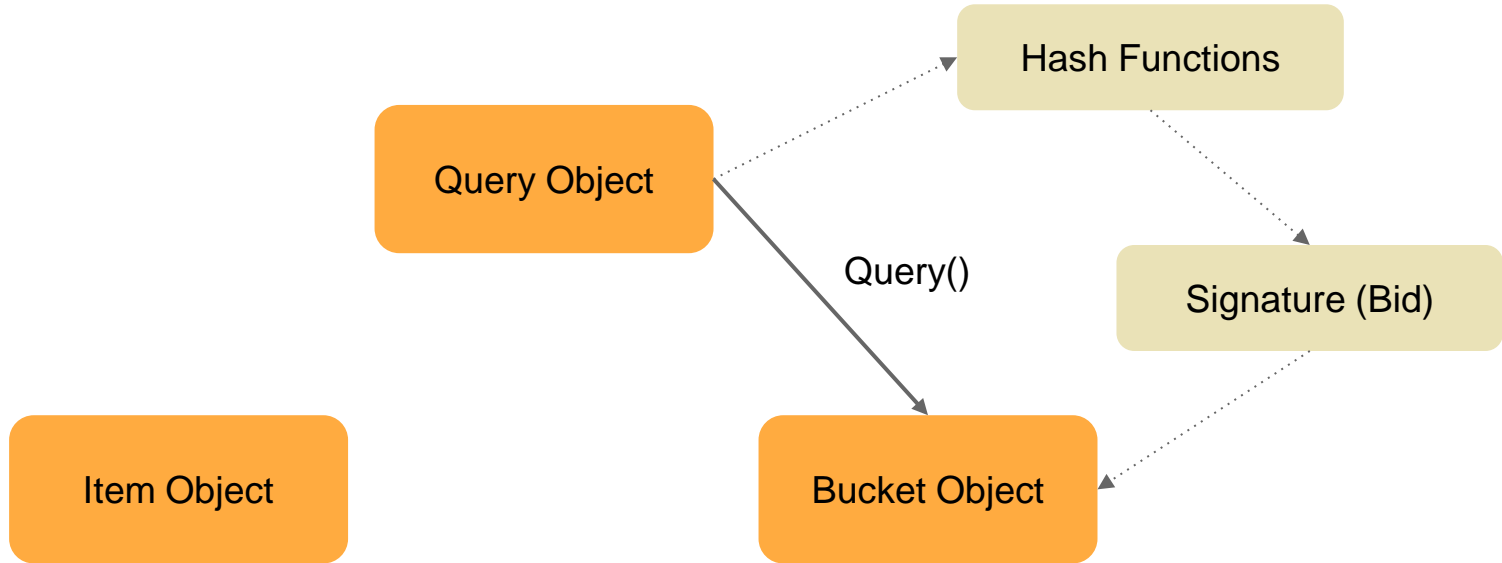 Hash Functions
Query Object
Query()
Signature (Bid)
Item Object
Bucket Object